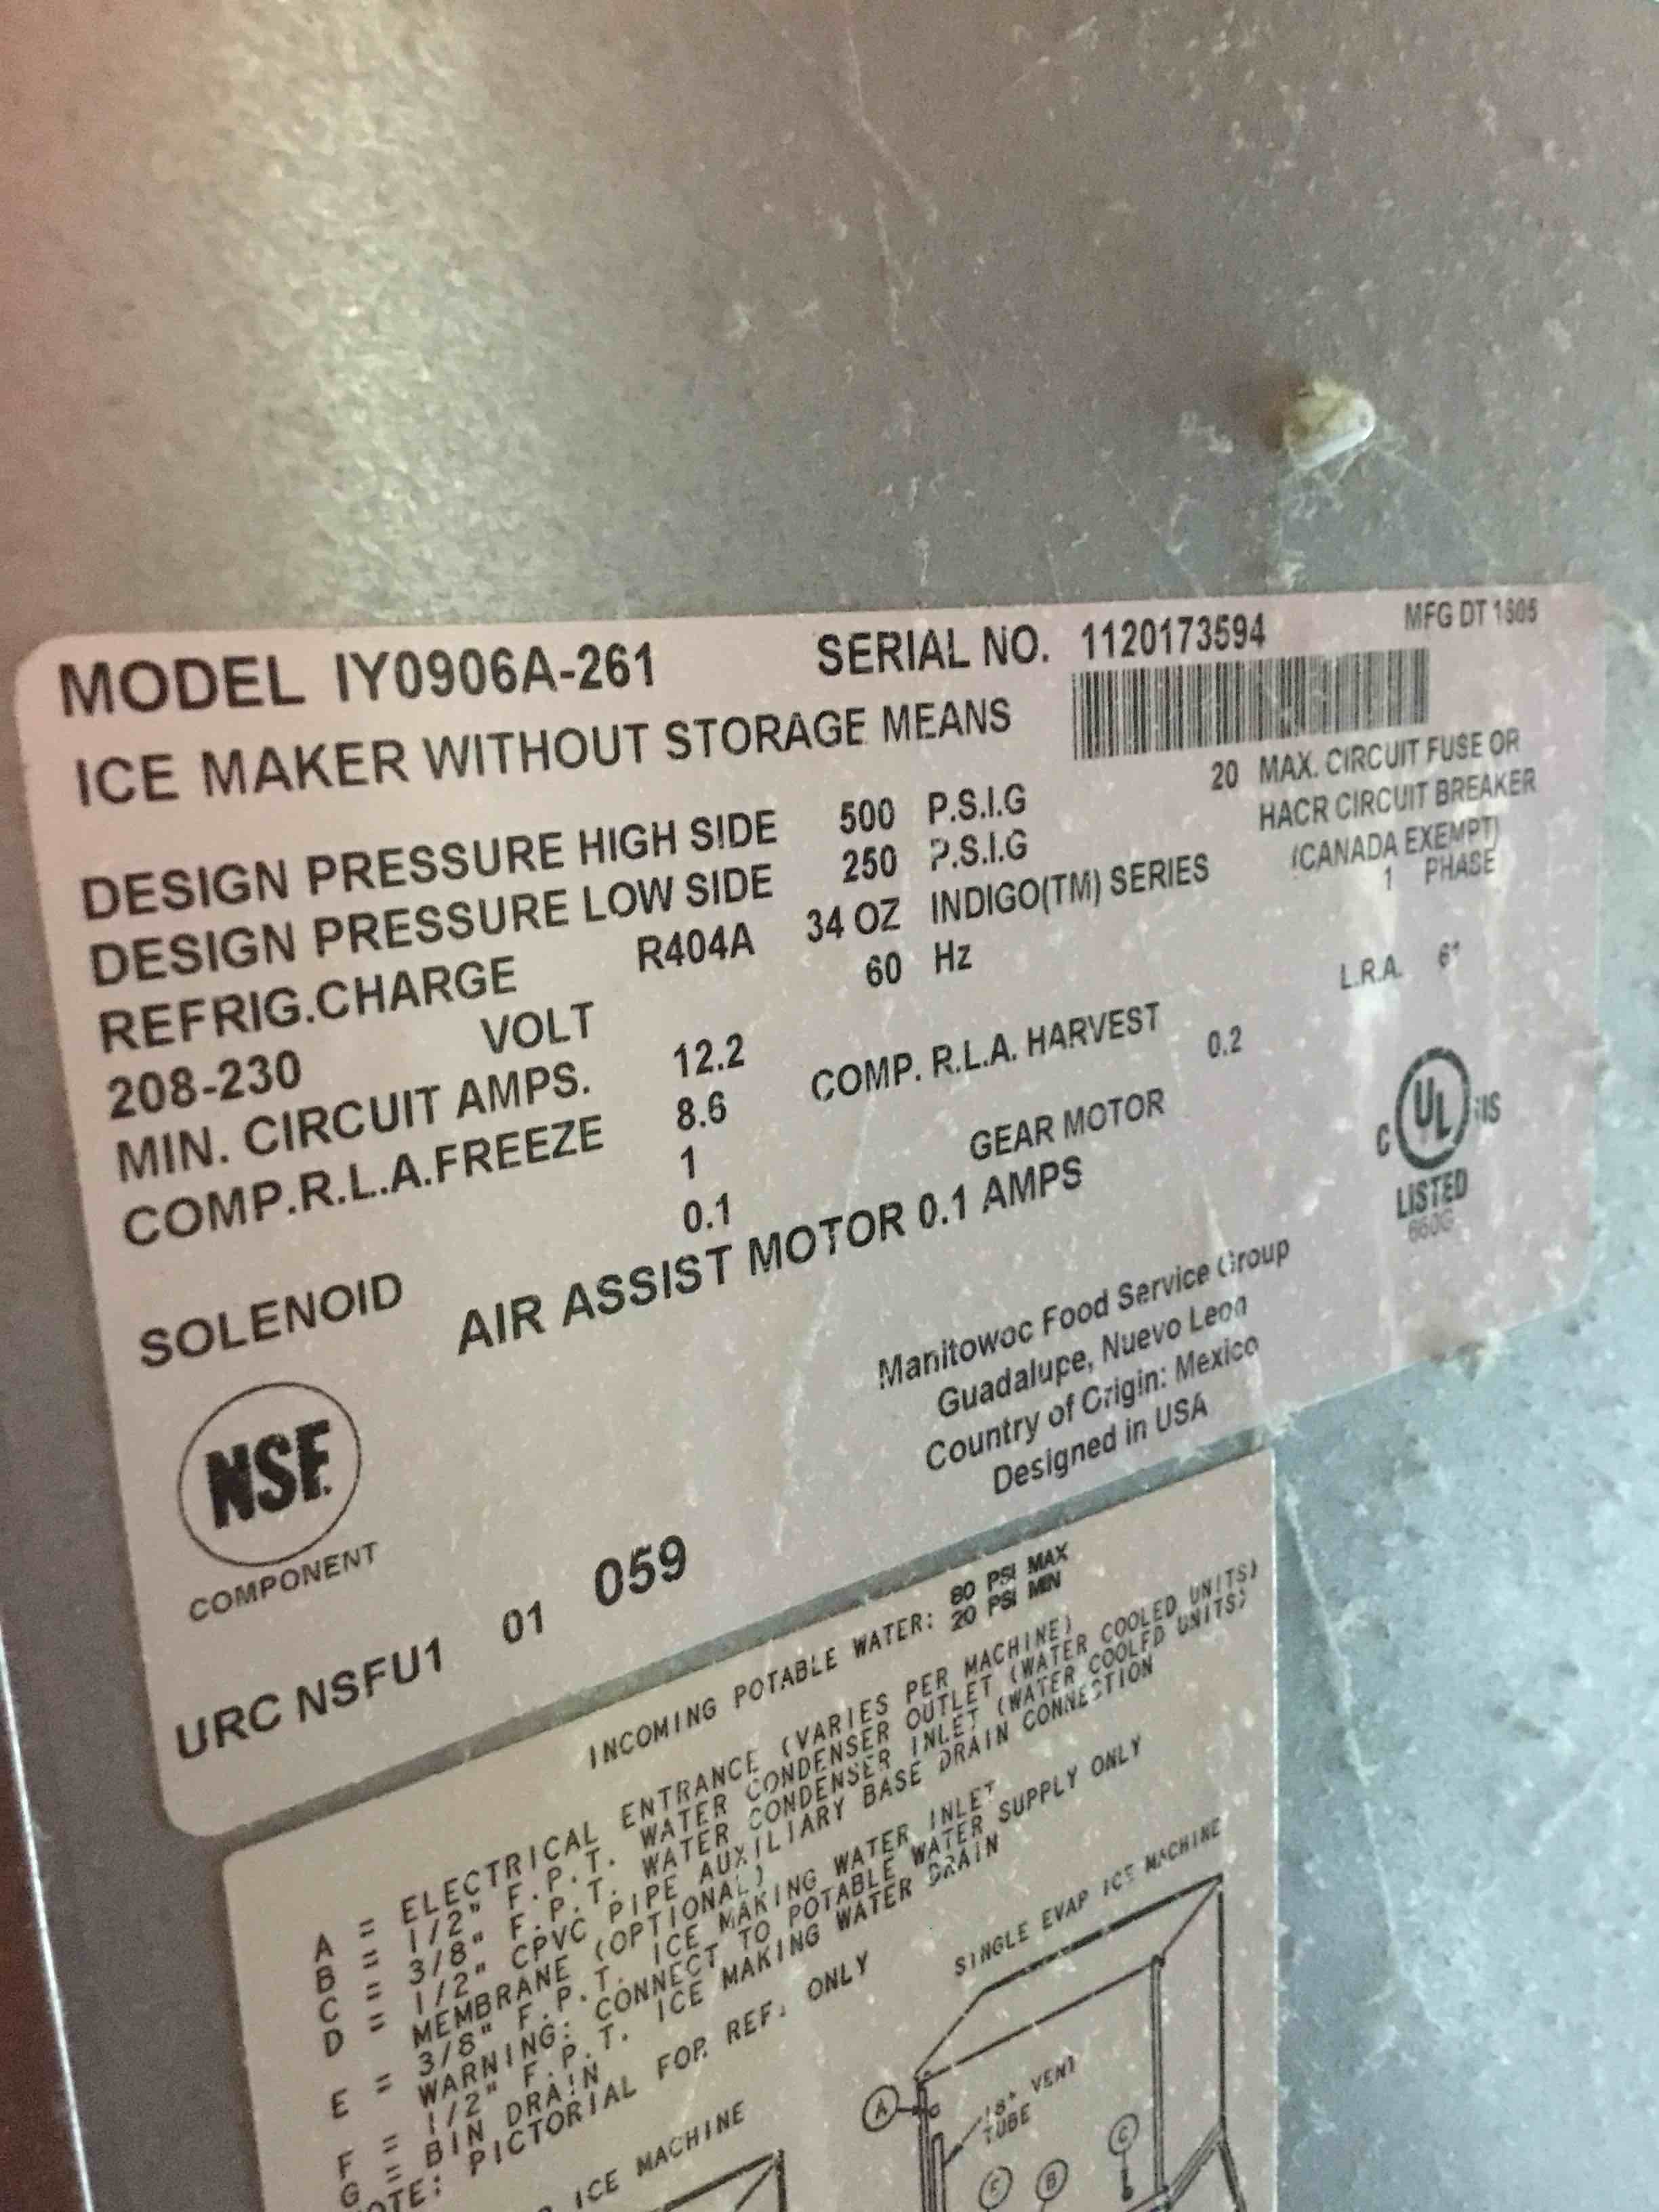 MODEL IY0906A-261 SERIAL NO. 1120173594 MFG DT
ICE MAKER WITHOUT STORAGE MEANS
20 MAX. CIRCUIT FUSE OR
HACR CIRCUIT BREAKER
(CANADA EXEMPT)
DESIGN PRESSURE HIGH SIDE 500 P.S.I.G
DESIGN PRESSURE LOW SIDE 250 P.S.I.G
REFRIG.CHARGE R404A 34 OZ INDIGO(TM) SERIES
208-230 VOLT 60 Hz 1 PHASE
MIN. CIRCUIT AMPS. 12.2
COMP.R.L.A.FREEZE 8.6 COMP. R.L.A. HARVEST L.R.A.
1 GEAR MOTOR 0.2
SOLENOID 0.1
AIR ASSIST MOTOR 0.1 AMPS
C UL
LISTED
Manitowoc Food Service Group
Guadalupe, Nuevo Leon
Country of Origin: Mexico
Designed in USA
NSF.
COMPONENT
URC NSFU1 01 059
INCOMING POTABLE WATER: 80 PSI MAX
20 PSI MIN
A = ELECTRICAL ENTRANCE (VARIES PER MACHINE)
B = 1/2" F.P.T. WATER CONDENSER OUTLET (WATER COOLED UNITS)
C = 3/8" F.P.T. WATER CONDENSER INLET (WATER COOLED UNITS)
D = 1/2" CPVC PIPE AUXILIARY BASE DRAIN CONNECTION
MEMBRANE (OPTIONAL)
E = 3/8" F.P.T. ICE MAKING WATER INLET
WARNING: CONNECT TO POTABLE WATER SUPPLY ONLY
F = 1/2" F.P.T. ICE MAKING WATER DRAIN
G = BIN DRAIN
NOTE: PICTORIAL FOR REF. ONLY
SINGLE EVAP ICE MACHINE
ICE MACHINE
A
VENT
TUBE
E
B
C